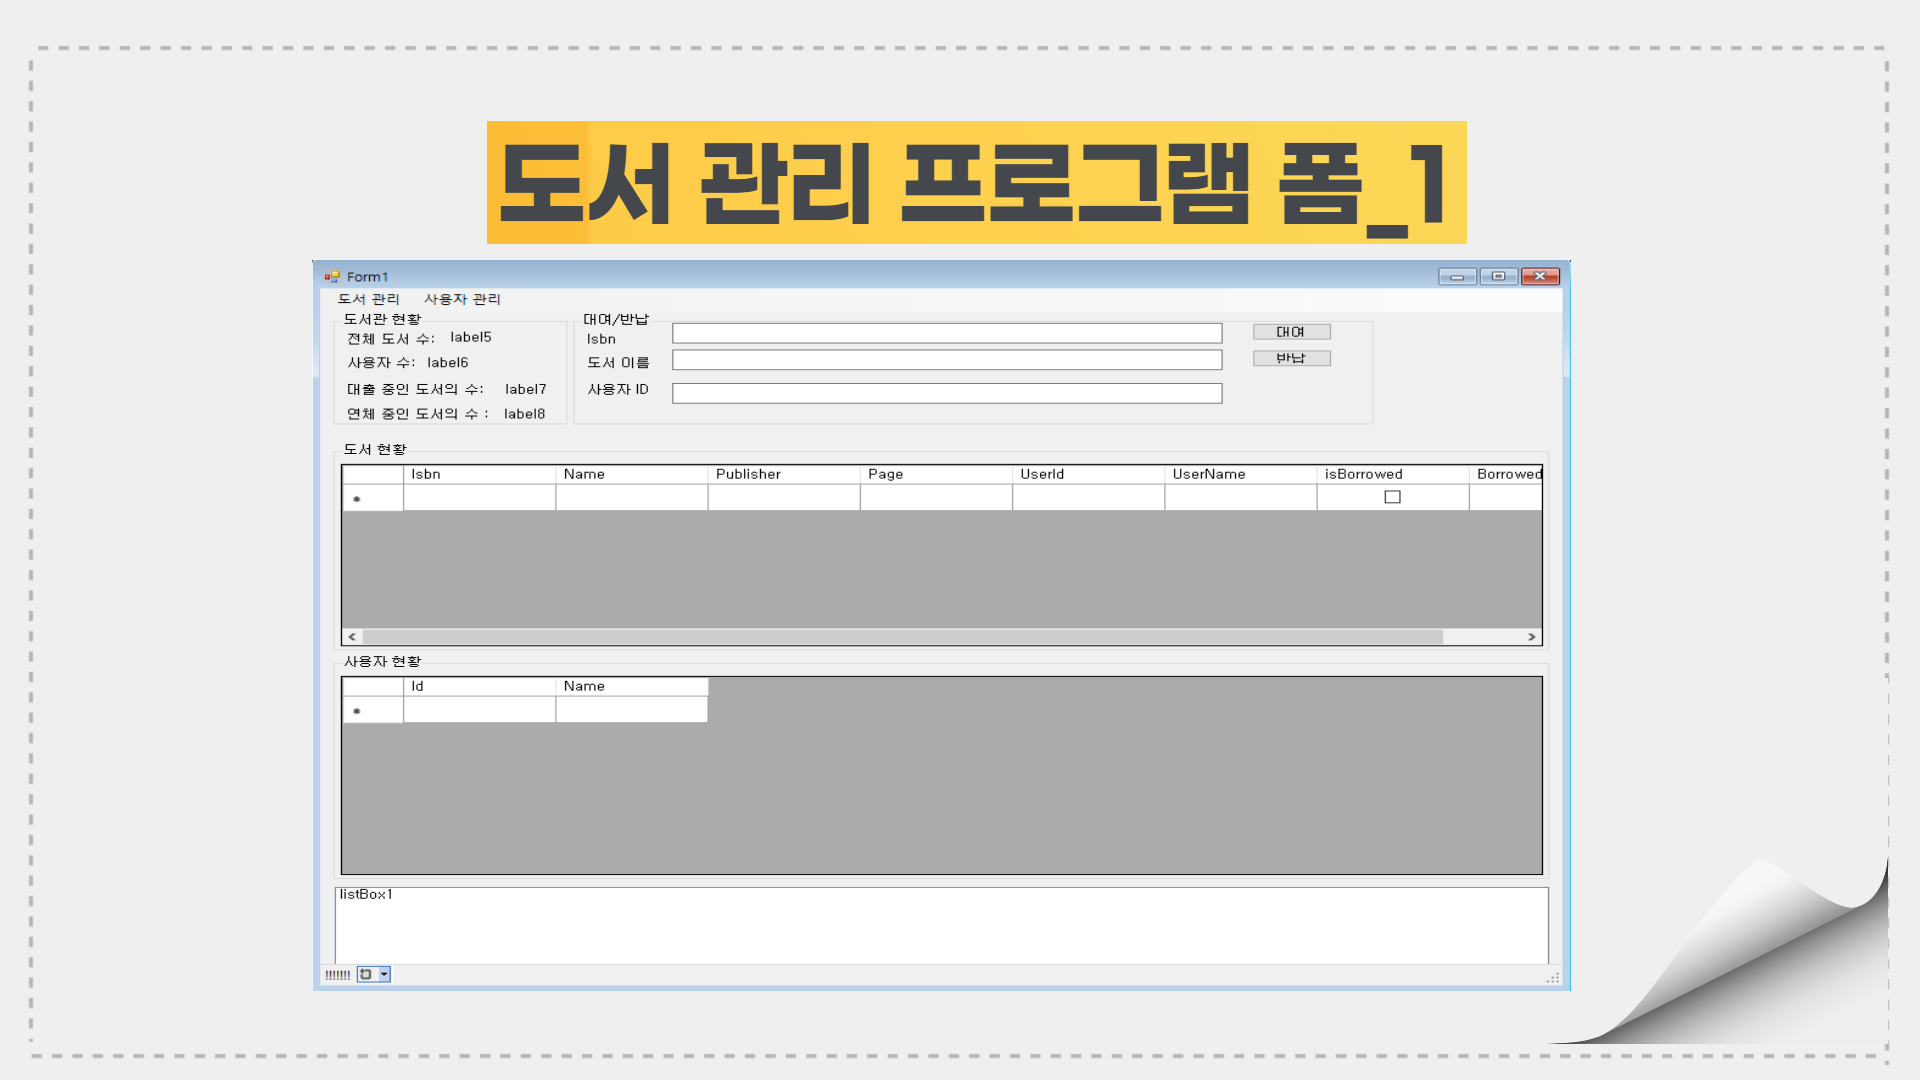 도서 관리 프로그램 폼_1
Form1
도서 관리 사용자 관리
도서관 현황
전체 도서 수: label5
사용자 수: label6
대출 중인 도서의 수: label7
연체 중인 도서의 수 : label8
대여/반납
Isbn
도서 이름
사용자 ID
대여
반납
도서 현황
Isbn Name Publisher Page UserId UserName isBorrowed Borrowed
사용자 현황
Id Name
listBox1
!!!!!!!